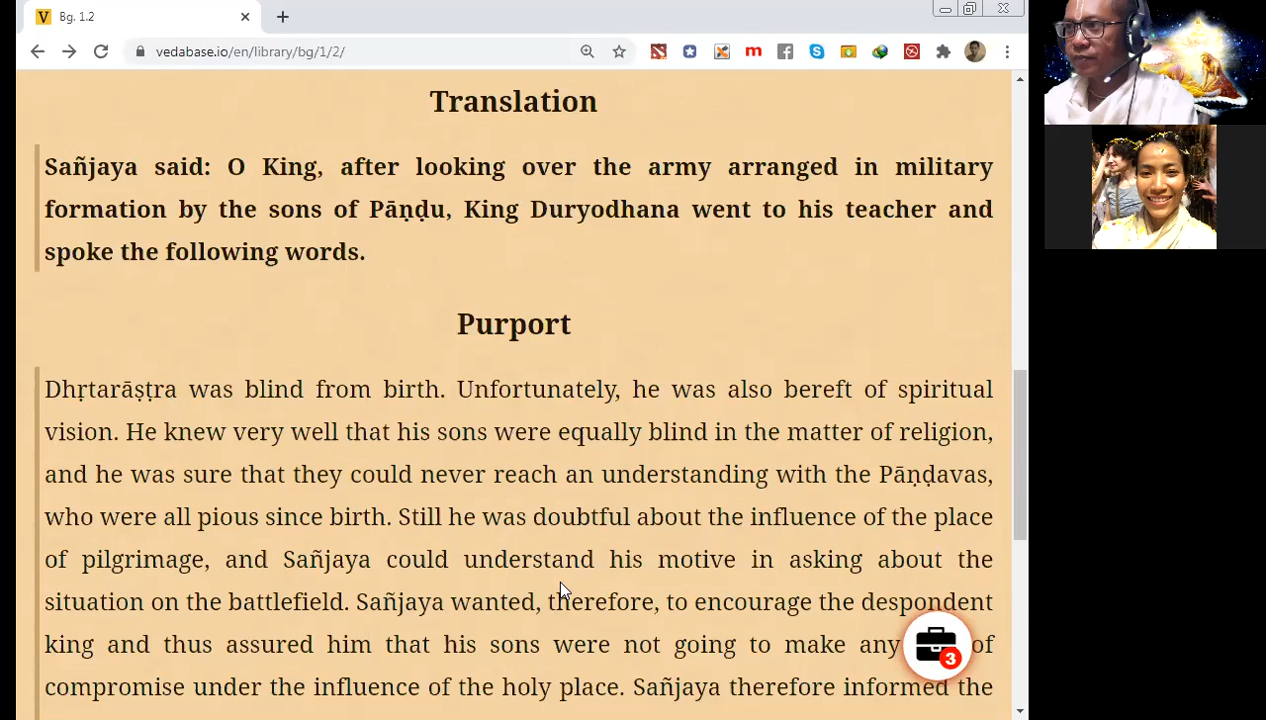 Bg. 1.2
vedabase.io/en/library/bg/1/2/
Translation
Sañjaya said: O King, after looking over the army arranged in military
formation by the sons of Pāṇḍu, King Duryodhana went to his teacher and
spoke the following words.
Purport
Dhṛtarāṣṭra was blind from birth. Unfortunately, he was also bereft of spiritual
vision. He knew very well that his sons were equally blind in the matter of religion,
and he was sure that they could never reach an understanding with the Pāṇḍavas,
who were all pious since birth. Still he was doubtful about the influence of the place
of pilgrimage, and Sañjaya could understand his motive in asking about the
situation on the battlefield. Sañjaya wanted, therefore, to encourage the despondent
king and thus assured him that his sons were not going to make any of
compromise under the influence of the holy place. Sañjaya therefore informed the
3